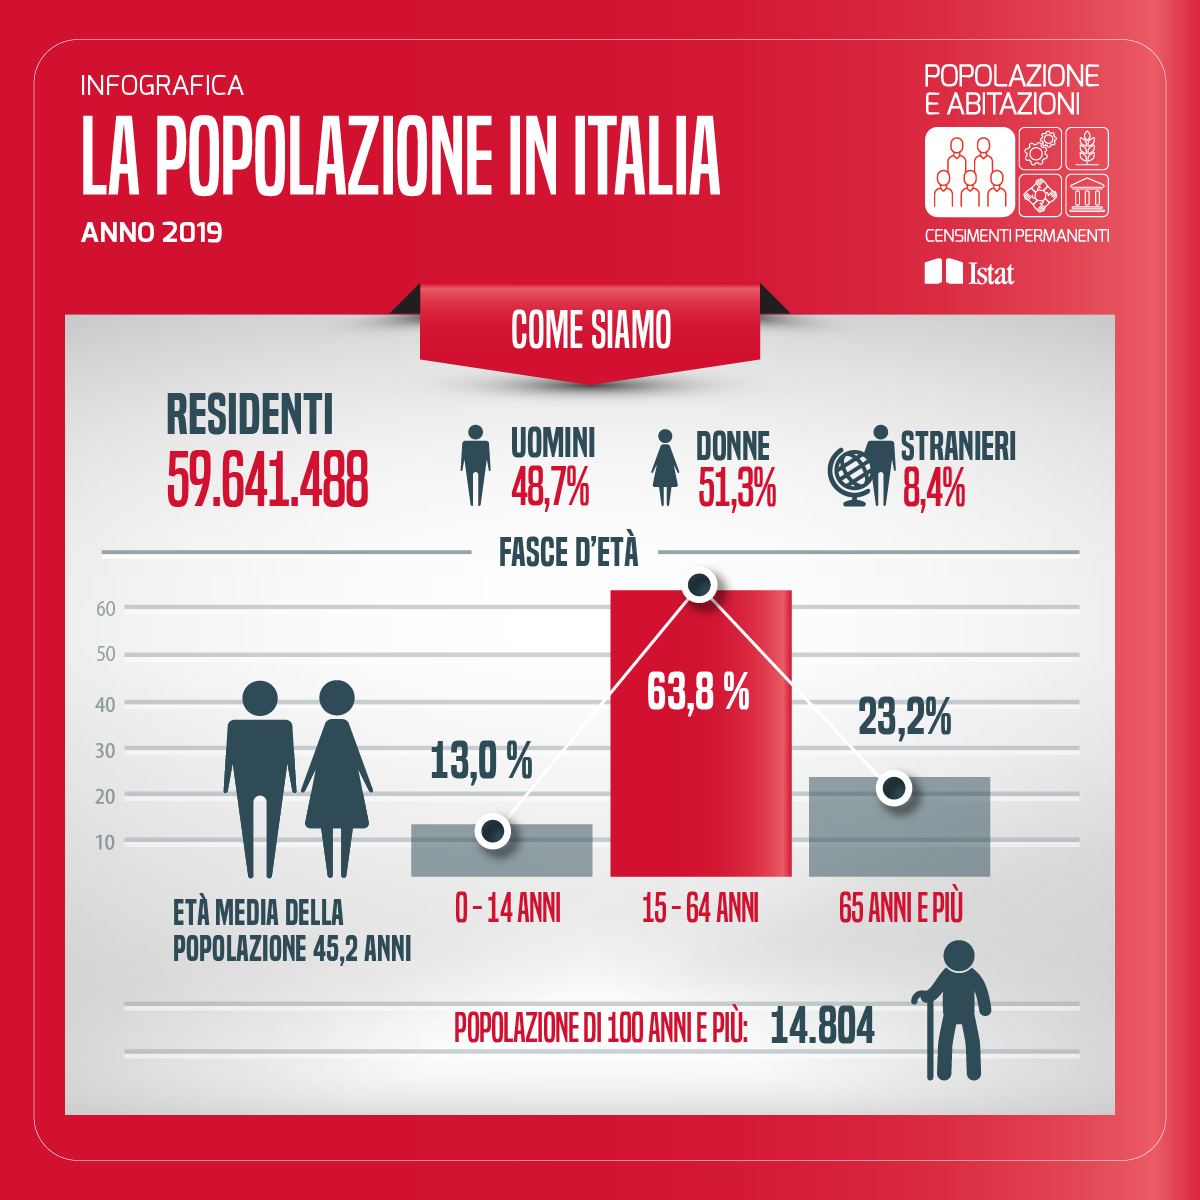 INFOGRAFICA
LA POPOLAZIONE IN ITALIA
ANNO 2019
POPOLAZIONE
E ABITAZIONI
CENSIMENTI PERMANENTI
Istat
COME SIAMO
RESIDENTI
59.641.488
UOMINI
48,7%
DONNE
51,3%
STRANIERI
8,4%
FASCE D'ETÀ
60
50
40
30
20
10
13,0 %
63,8 %
23,2%
0 - 14 ANNI
15 - 64 ANNI
65 ANNI E PIÙ
ETÀ MEDIA DELLA
POPOLAZIONE 45,2 ANNI
POPOLAZIONE DI 100 ANNI E PIÙ: 14.804